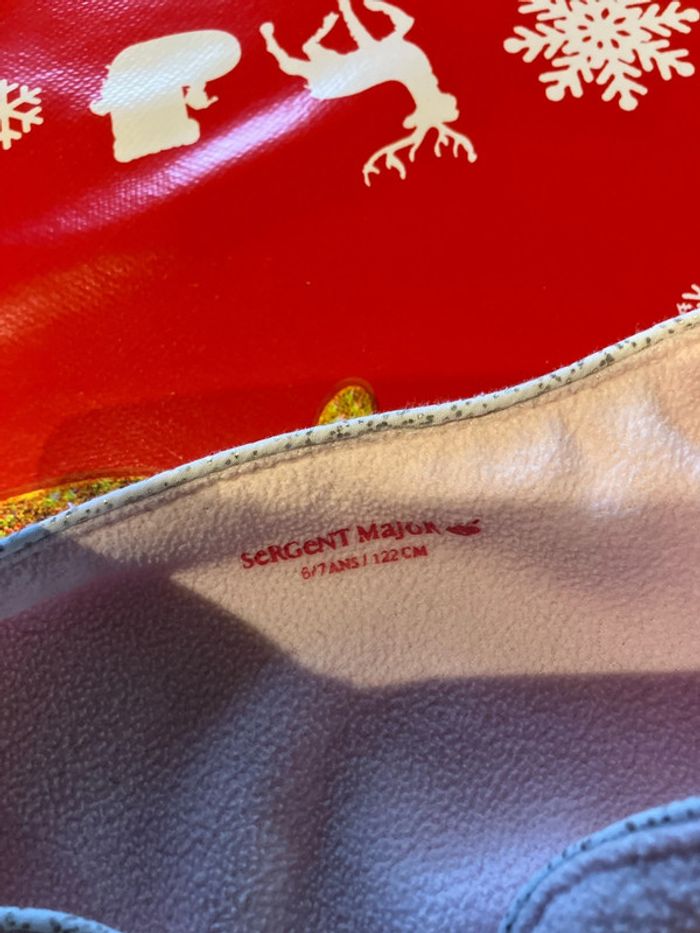 SeRGeNT MaJoR
6/7 ANS / 122 CM